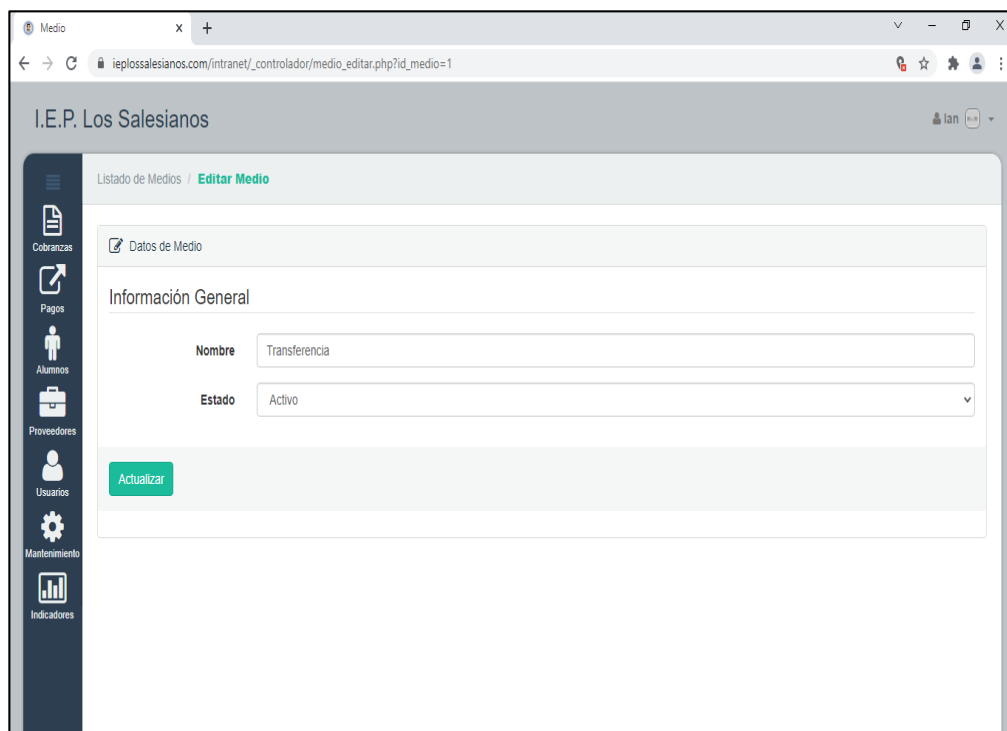 Medio
ieplossalesianos.com/intranet/_controlador/medio_editar.php?id_medio=1
I.E.P. Los Salesianos
Ian
Listado de Medios / Editar Medio
Cobranzas
Pagos
Alumnos
Proveedores
Usuarios
Mantenimiento
Indicadores
Datos de Medio
Información General
Nombre
Transferencia
Estado
Activo
Actualizar